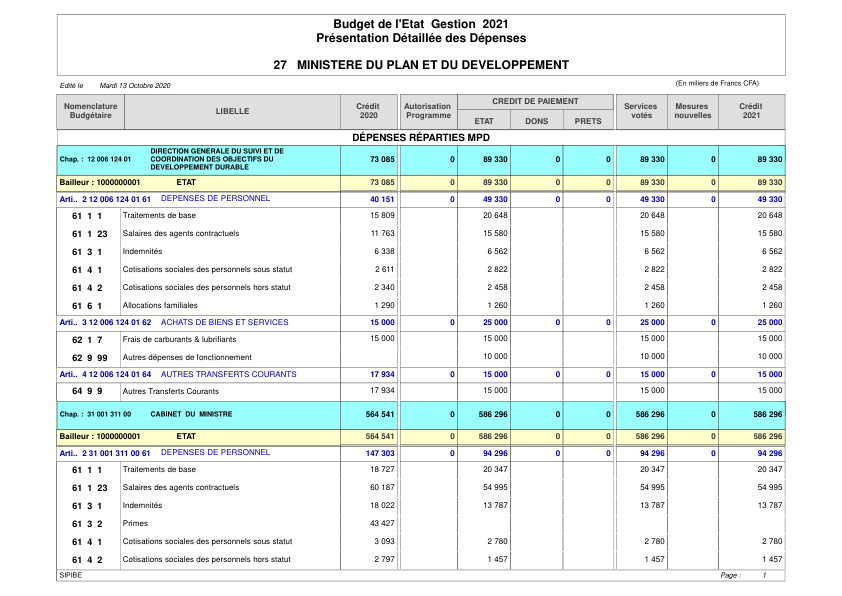 Budget de l'Etat Gestion 2021
Présentation Détaillée des Dépenses
27 MINISTERE DU PLAN ET DU DEVELOPPEMENT
Edité le Mardi 13 Octobre 2020 (En miliers de Francs CFA)
Nomenclature Budgétaire LIBELLE Crédit 2020 Autorisation Programme CREDIT DE PAIEMENT ETAT DONS PRETS Services votés Mesures nouvelles Crédit 2021
DÉPENSES RÉPARTIES MPD
Chap. : 12 006 124 01 DIRECTION GENERALE DU SUIVI ET DE COORDINATION DES OBJECTIFS DU DEVELOPPEMENT DURABLE 73 085 0 89 330 0 0 89 330 0 89 330
Bailleur : 1000000001 ETAT 73 085 0 89 330 0 0 89 330 0 89 330
Arti.. 2 12 006 124 01 61 DEPENSES DE PERSONNEL 40 151 0 49 330 0 0 49 330 0 49 330
61 1 1 Traitements de base 15 809 20 648 20 648 20 648
61 1 23 Salaires des agents contractuels 11 763 15 580 15 580 15 580
61 3 1 Indemnités 6 338 6 562 6 562 6 562
61 4 1 Cotisations sociales des personnels sous statut 2 611 2 822 2 822 2 822
61 4 2 Cotisations sociales des personnels hors statut 2 340 2 458 2 458 2 458
61 6 1 Allocations familiales 1 290 1 260 1 260 1 260
Arti.. 3 12 006 124 01 62 ACHATS DE BIENS ET SERVICES 15 000 0 25 000 0 0 25 000 0 25 000
62 1 7 Frais de carburants & lubrifiants 15 000 15 000 15 000 15 000
62 9 99 Autres dépenses de fonctionnement 10 000 10 000 10 000
Arti.. 4 12 006 124 01 64 AUTRES TRANSFERTS COURANTS 17 934 0 15 000 0 0 15 000 0 15 000
64 9 9 Autres Transferts Courants 17 934 15 000 15 000 15 000
Chap. : 31 001 311 00 CABINET DU MINISTRE 564 541 0 586 296 0 0 586 296 0 586 296
Bailleur : 1000000001 ETAT 564 541 0 586 296 0 0 586 296 0 586 296
Arti.. 2 31 001 311 00 61 DEPENSES DE PERSONNEL 147 303 0 94 296 0 0 94 296 0 94 296
61 1 1 Traitements de base 18 727 20 347 20 347 20 347
61 1 23 Salaires des agents contractuels 60 187 54 995 54 995 54 995
61 3 1 Indemnités 18 022 13 787 13 787 13 787
61 3 2 Primes 43 427
61 4 1 Cotisations sociales des personnels sous statut 3 093 2 780 2 780 2 780
61 4 2 Cotisations sociales des personnels hors statut 2 797 1 457 1 457 1 457
SIPIBE Page : 1